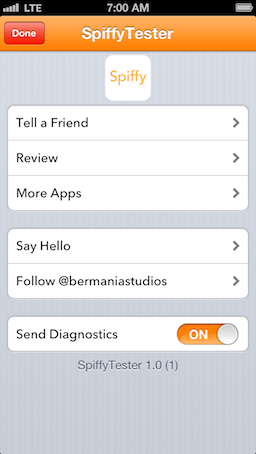 LTE 7:00 AM
Done SpiffyTester
Spiffy
Tell a Friend
Review
More Apps
Say Hello
Follow @bermaniastudios
Send Diagnostics ON
SpiffyTester 1.0 (1)